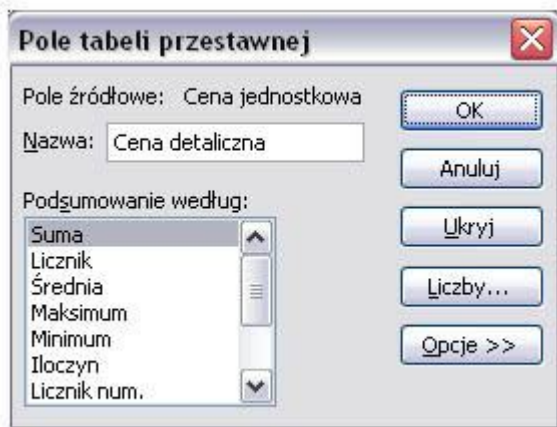 Pole tabeli przestawnej
Pole źródłowe: Cena jednostkowa
Nazwa: Cena detaliczna
Podsumowanie według:
Suma
Licznik
Średnia
Maksimum
Minimum
Iloczyn
Licznik num.
OK
Anuluj
Ukryj
Liczby...
Opcje >>